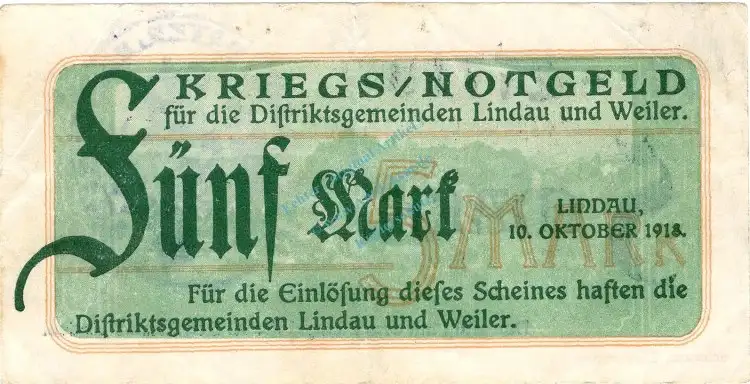 KRIEGS/NOTGELD
für die Diſtriktsgemeinden Lindau und Weiler.
Fünf Mark
5 MARK
LINDAU,
10. OKTOBER 1918.
Für die Einlöſung dieſes Scheines haften die
Diſtriktsgemeinden Lindau und Weiler.